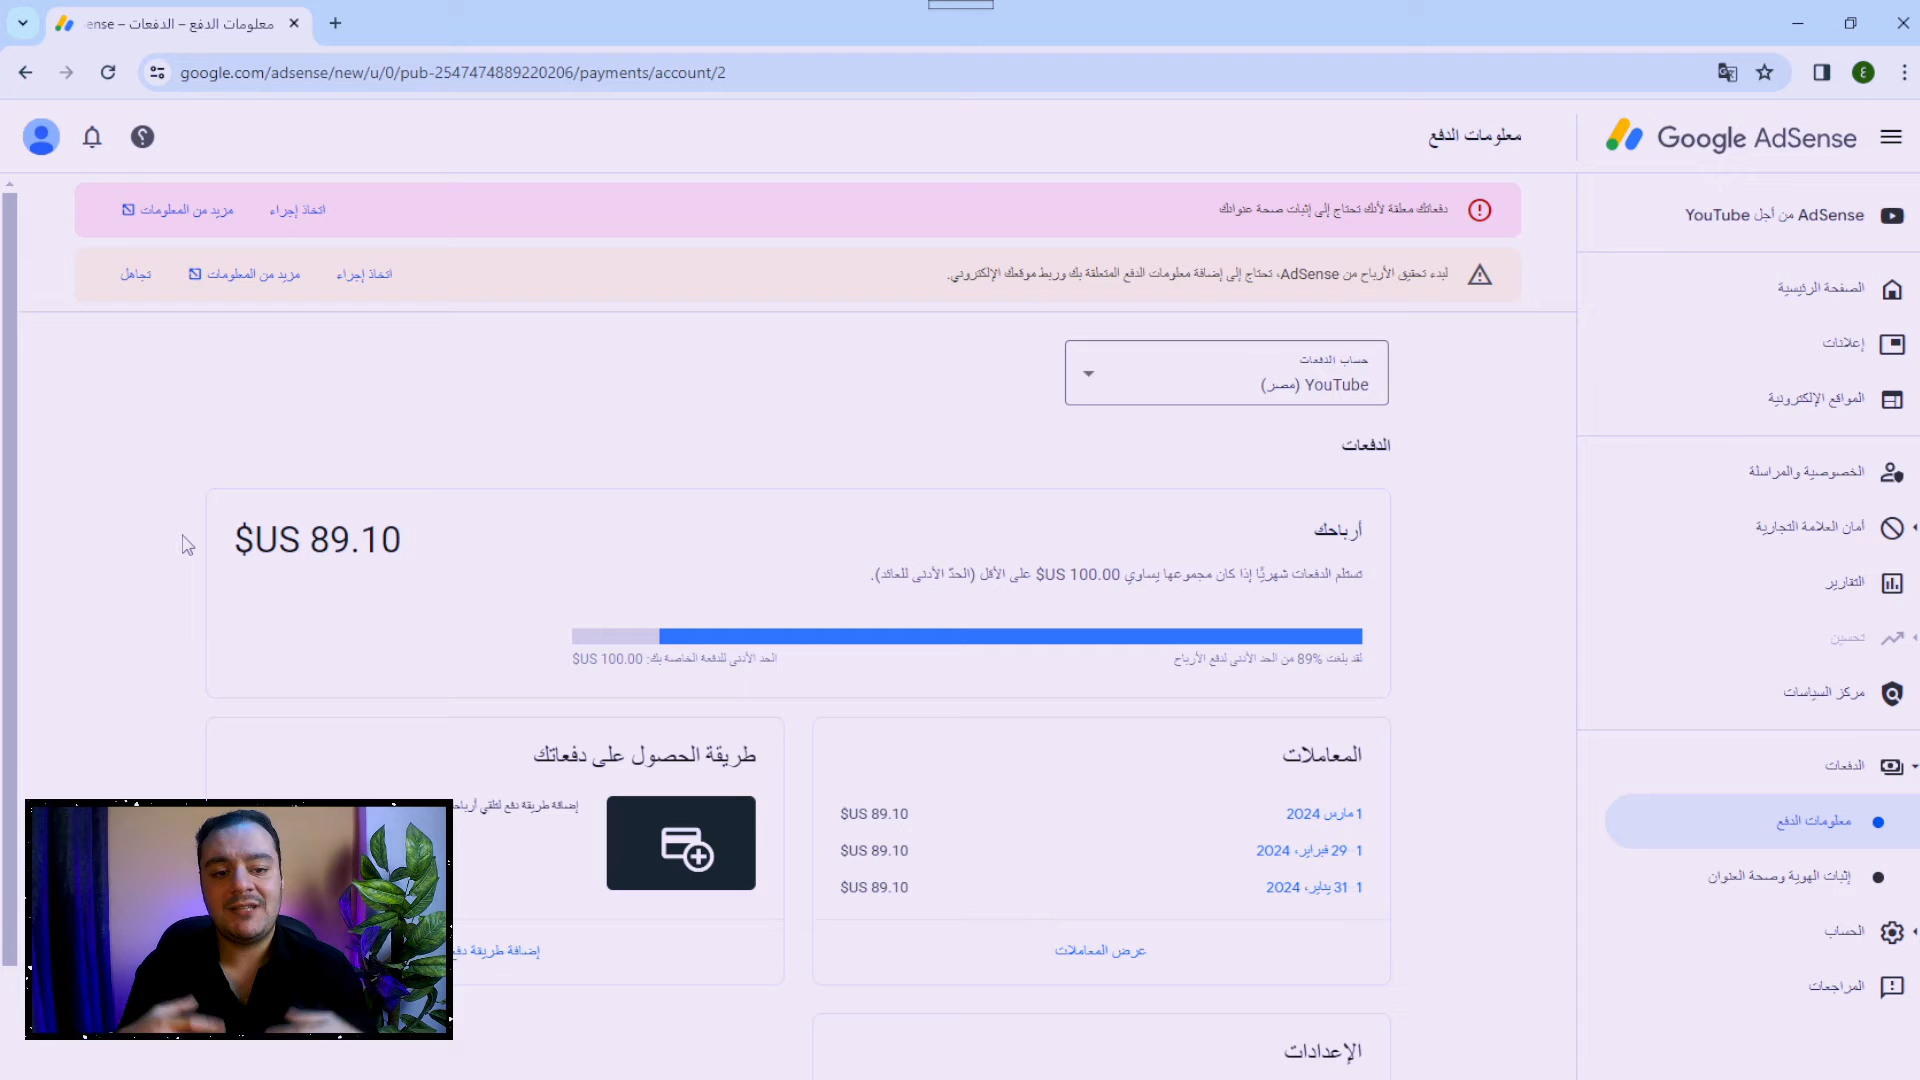 معلومات الدفع – الدفعات – ense
google.com/adsense/new/u/0/pub-2547474889220206/payments/account/2
ع
Google AdSense
معلومات الدفع
دفعاتك معلقة لأنك تحتاج إلى إثبات صحة عنوانك
اتخاذ إجراء
مزيد من المعلومات
لبدء تحقيق الأرباح من AdSense، تحتاج إلى إضافة معلومات الدفع المتعلقة بك وربط موقعك الإلكتروني.
اتخاذ إجراء
مزيد من المعلومات
تجاهل
AdSense من أجل YouTube
الصفحة الرئيسية
إعلانات
المواقع الإلكترونية
الخصوصية والمراسلة
أمان العلامة التجارية
التقارير
تحسين
مركز السياسات
الدفعات
معلومات الدفع
إثبات الهوية وصحة العنوان
الحساب
المراجعات
حساب الدفعات
YouTube (مصر)
الدفعات
أرباحك
$US 89.10
تستلم الدفعات شهريًا إذا كان مجموعها يساوي 100.00 US$ على الأقل (الحدّ الأدنى للعائد).
لقد بلغت 89% من الحد الأدنى لدفع الأرباح
الحد الأدنى للدفعة الخاصة بك: 100.00 US$
المعاملات
1 مارس 2024
$US 89.10
1–29 فبراير، 2024
$US 89.10
1–31 يناير، 2024
$US 89.10
عرض المعاملات
طريقة الحصول على دفعاتك
إضافة طريقة دفع لتلقي
إضافة طريقة دفع
الإعدادات